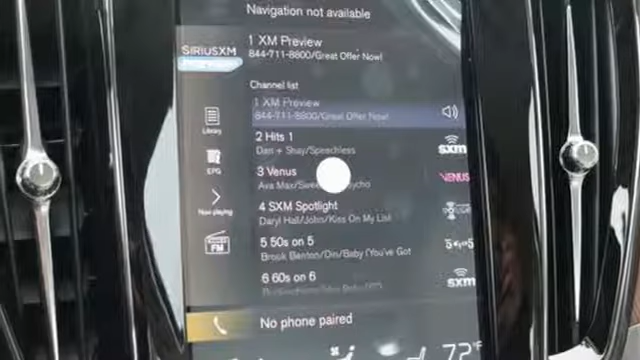 Navigation not available
SIRIUSXM
1 XM Preview
844-711-8800/Great Offer Now!
Channel list
1 XM Preview
844-711-8800/Great Offer Now!
Library
2 Hits 1
Dan + Shay/Speechless
sxm
EPG
3 Venus
Ava Max/
VENUS
Now playing
4 SXM Spotlight
Daryl Hall/John/Kiss On My List
FM
5 50s on 5
Brook Benton/Din/Baby (You've Got
6 60s on 6
sxm
No phone paired
72°F